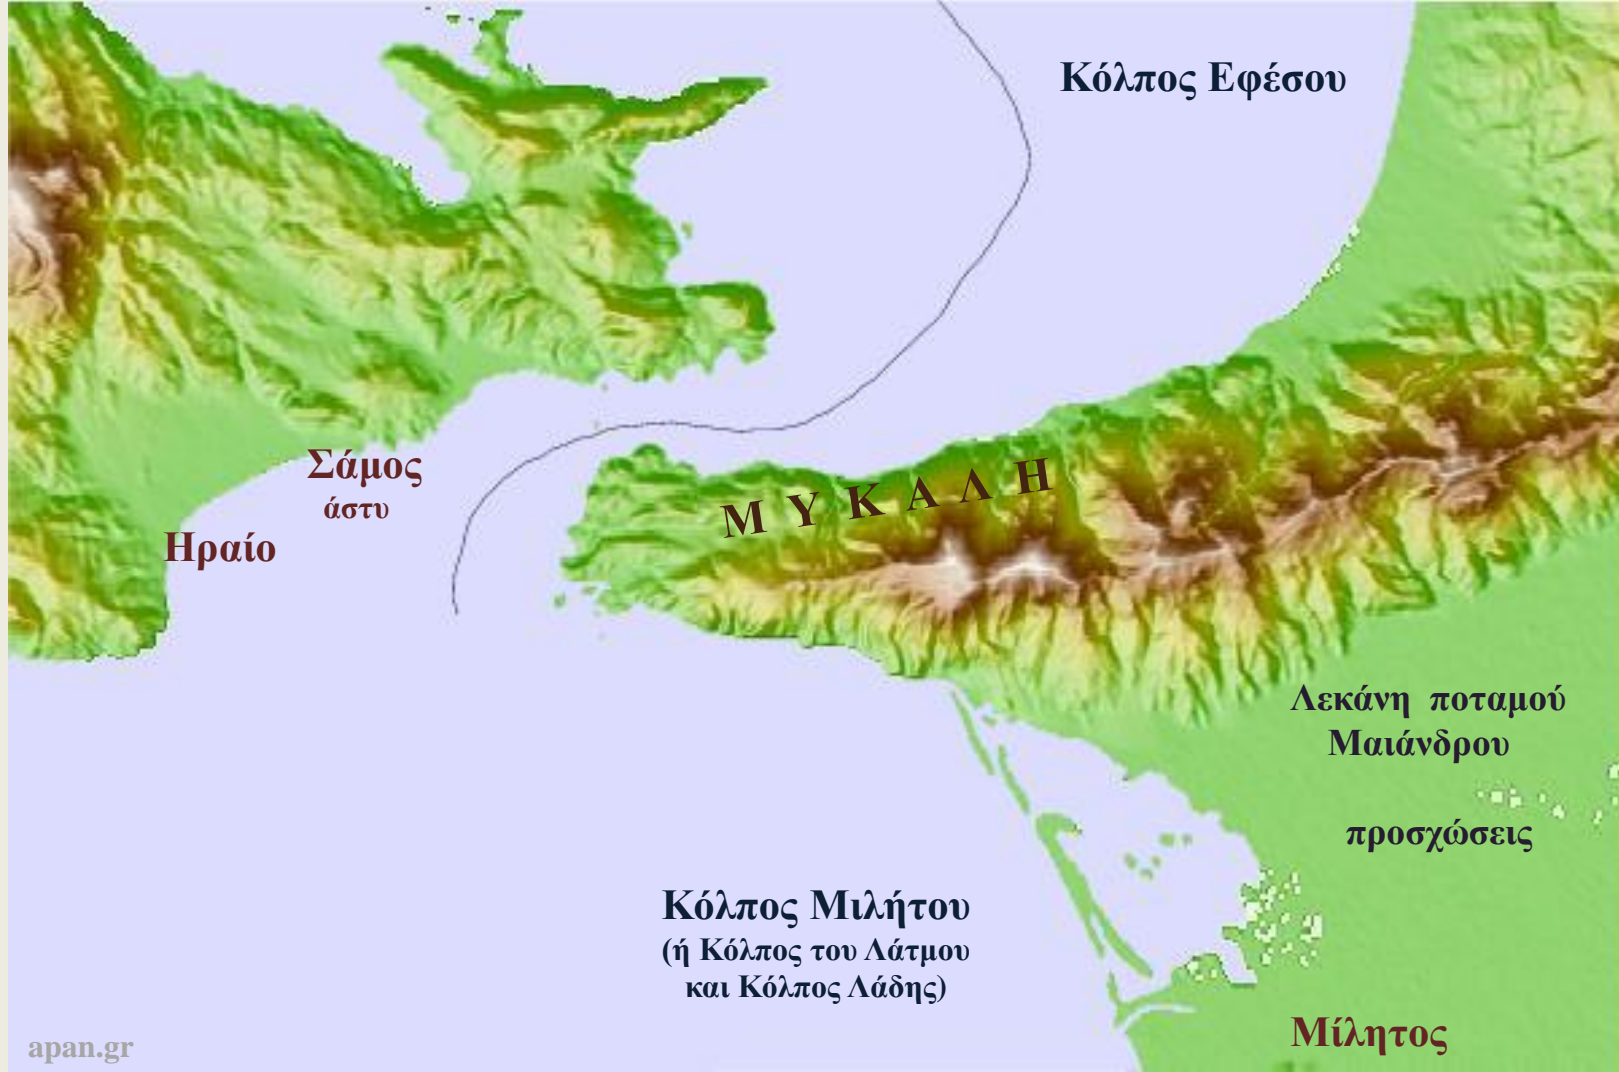 Κόλπος Εφέσου
Σάμος
άστυ
Ηραίο
ΜΥΚΑΛΗ
Λεκάνη ποταμού
Μαιάνδρου
προσχώσεις
Κόλπος Μιλήτου
(ή Κόλπος του Λάτμου
και Κόλπος Λάδης)
Μίλητος
apan.gr